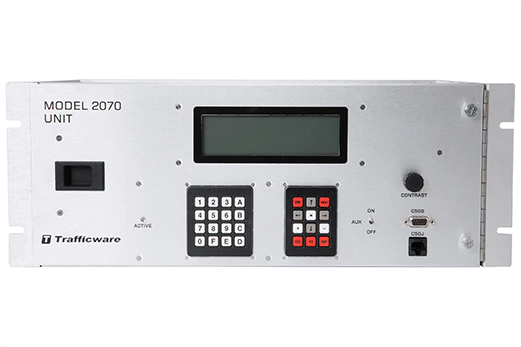 MODEL 2070
UNIT
CONTRAST
ON
AUX
OFF
C50S
C50J
ACTIVE
1 2 3 A
4 5 6 B
7 8 9 C
0 E D
T Trafficware